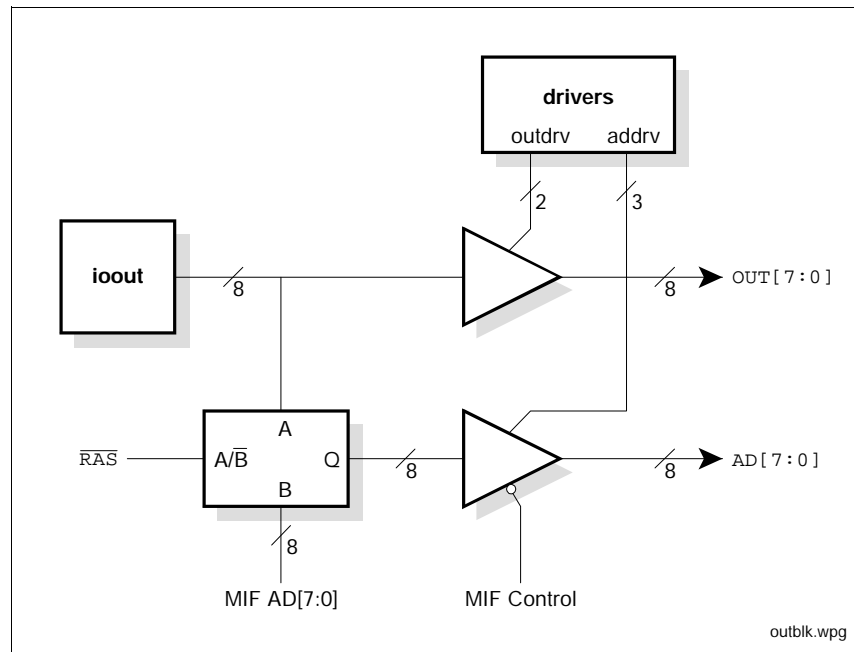 drivers
outdrv addrv
2 3
ioout
8 8 OUT[7:0]
A
RAS A/B Q 8 8 AD[7:0]
B
8
MIF AD[7:0] MIF Control
outblk.wpg